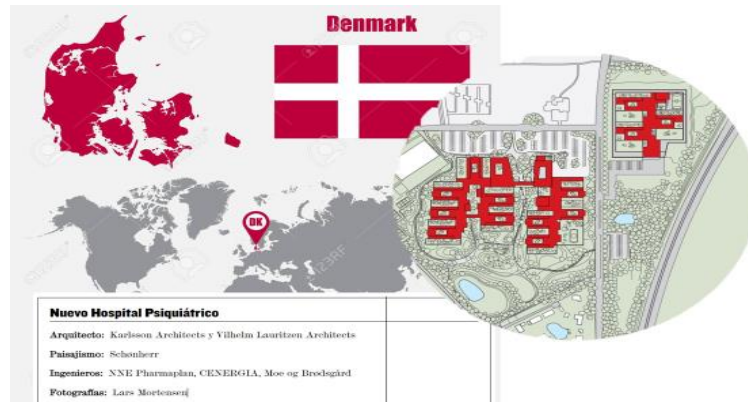 Denmark
DK
Nuevo Hospital Psiquiátrico
Arquitecto: Karlsson Architects y Vilhelm Lauritzen Architects
Paisajismo: Schønherr
Ingenieros: NNE Pharmaplan, CENERGIA, Moe og Brødsgård
Fotografías: Lars Mortensen